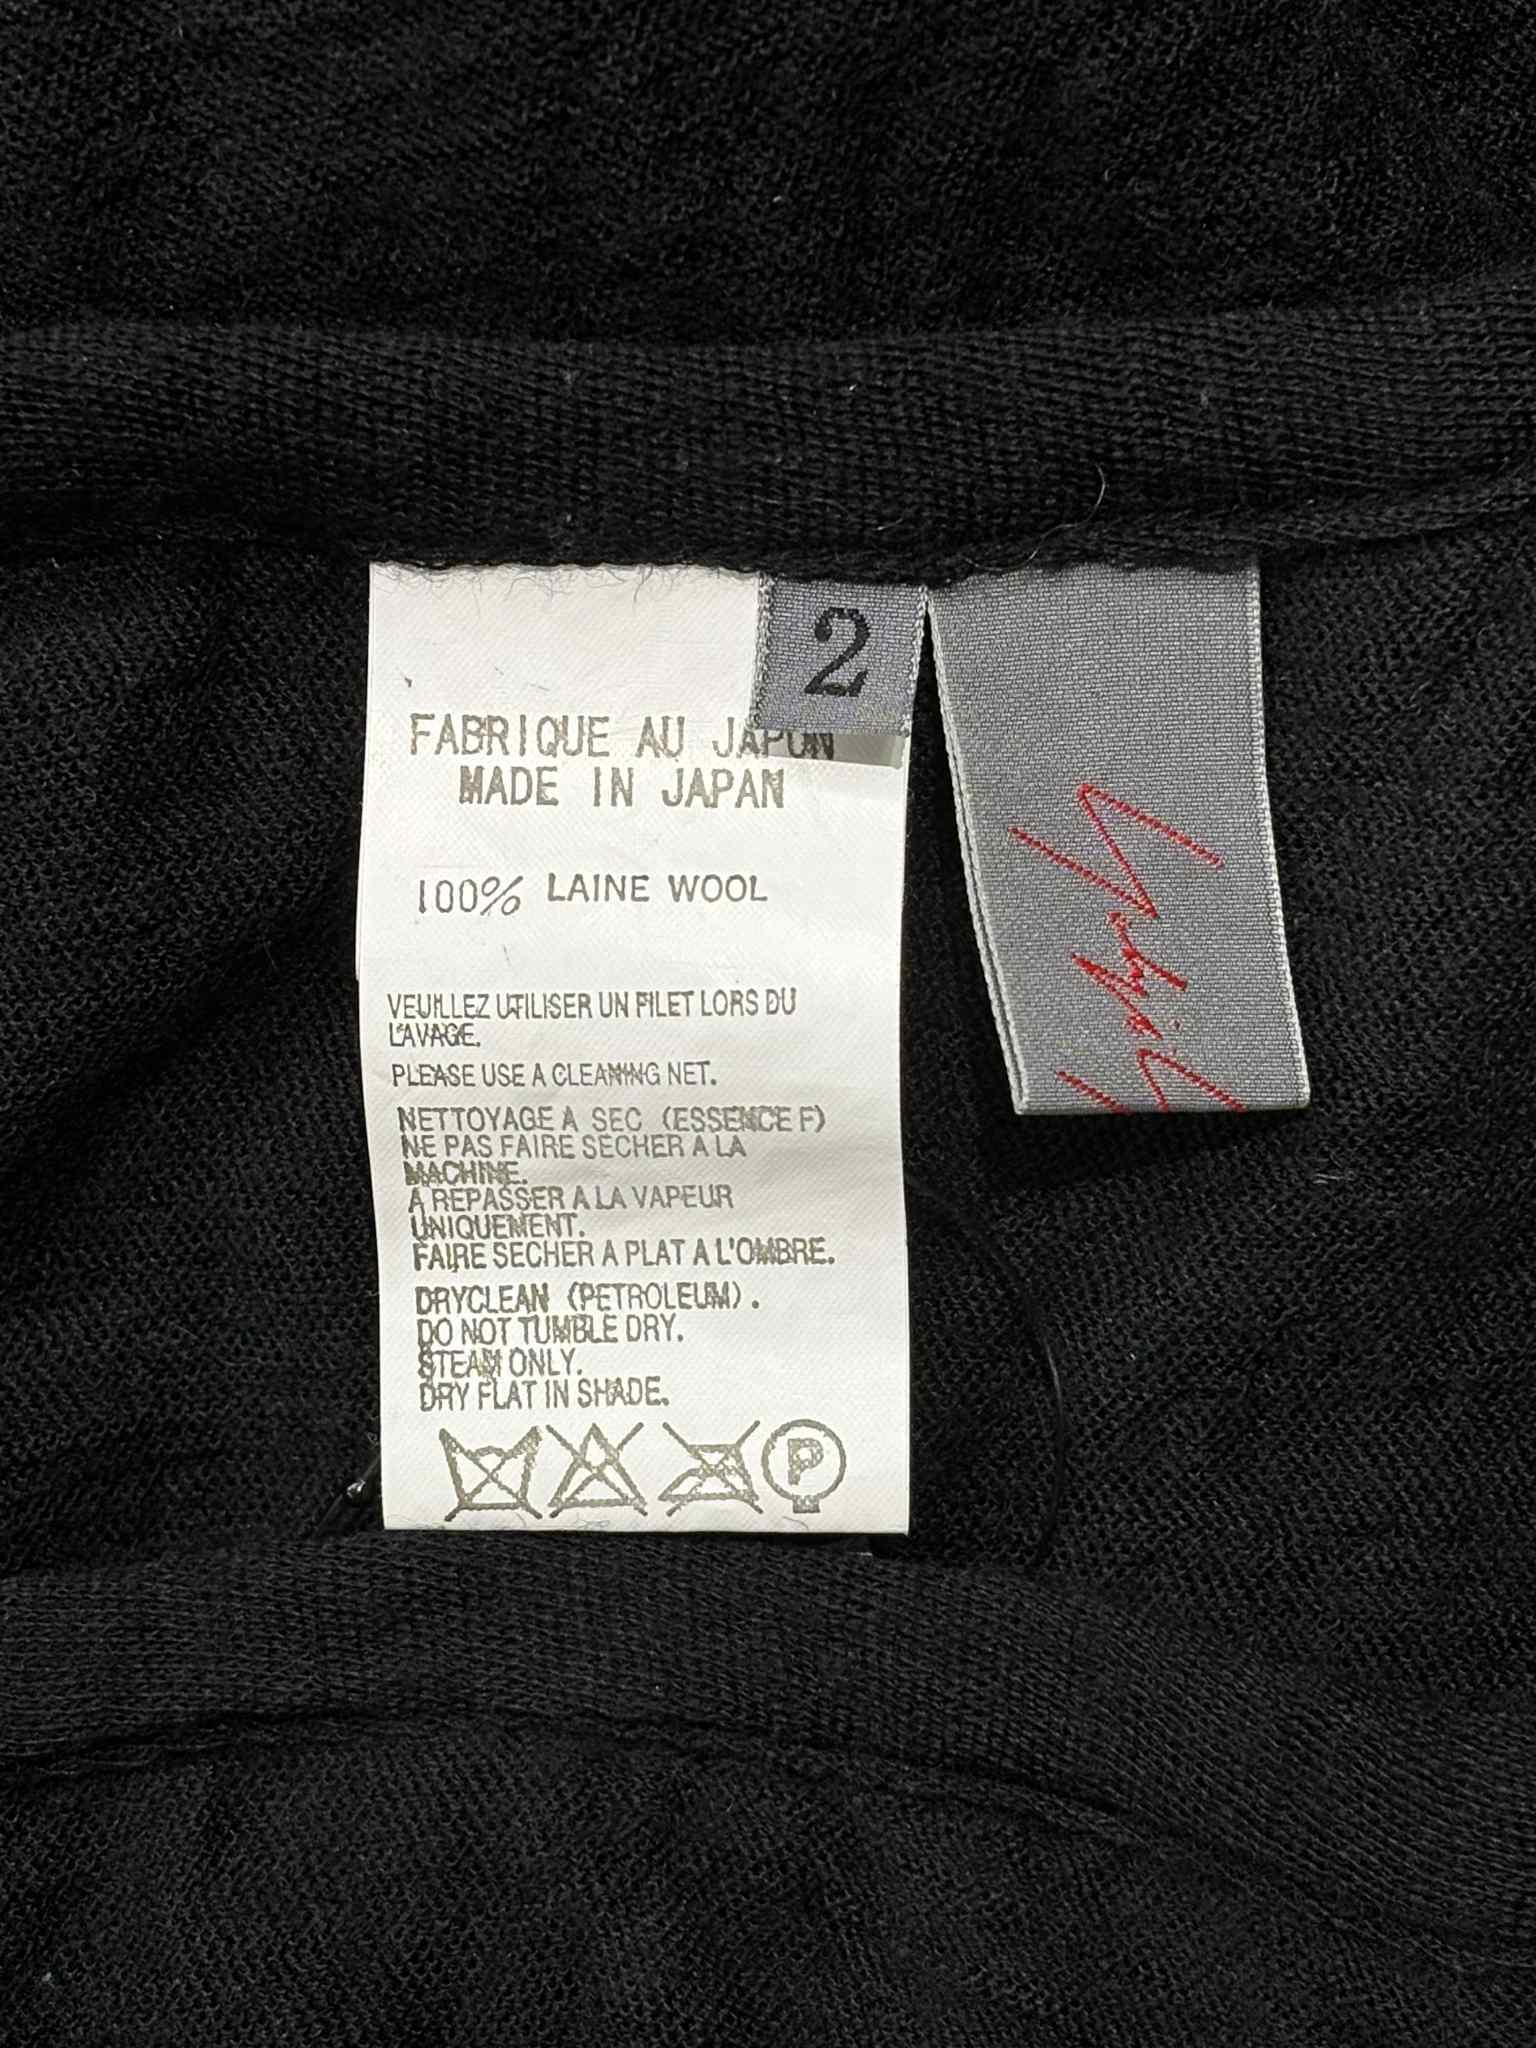 2
FABRIQUE AU JAPON
MADE IN JAPAN
100% LAINE WOOL
VEUILLEZ UTILISER UN FILET LORS DU
LAVAGE.
PLEASE USE A CLEANING NET.
NETTOYAGE A SEC (ESSENCE F)
NE PAS FAIRE SECHER A LA
MACHINE.
A REPASSER A LA VAPEUR
UNIQUEMENT.
FAIRE SECHER A PLAT A L'OMBRE.
DRYCLEAN (PETROLEUM).
DO NOT TUMBLE DRY.
STEAM ONLY.
DRY FLAT IN SHADE.
P